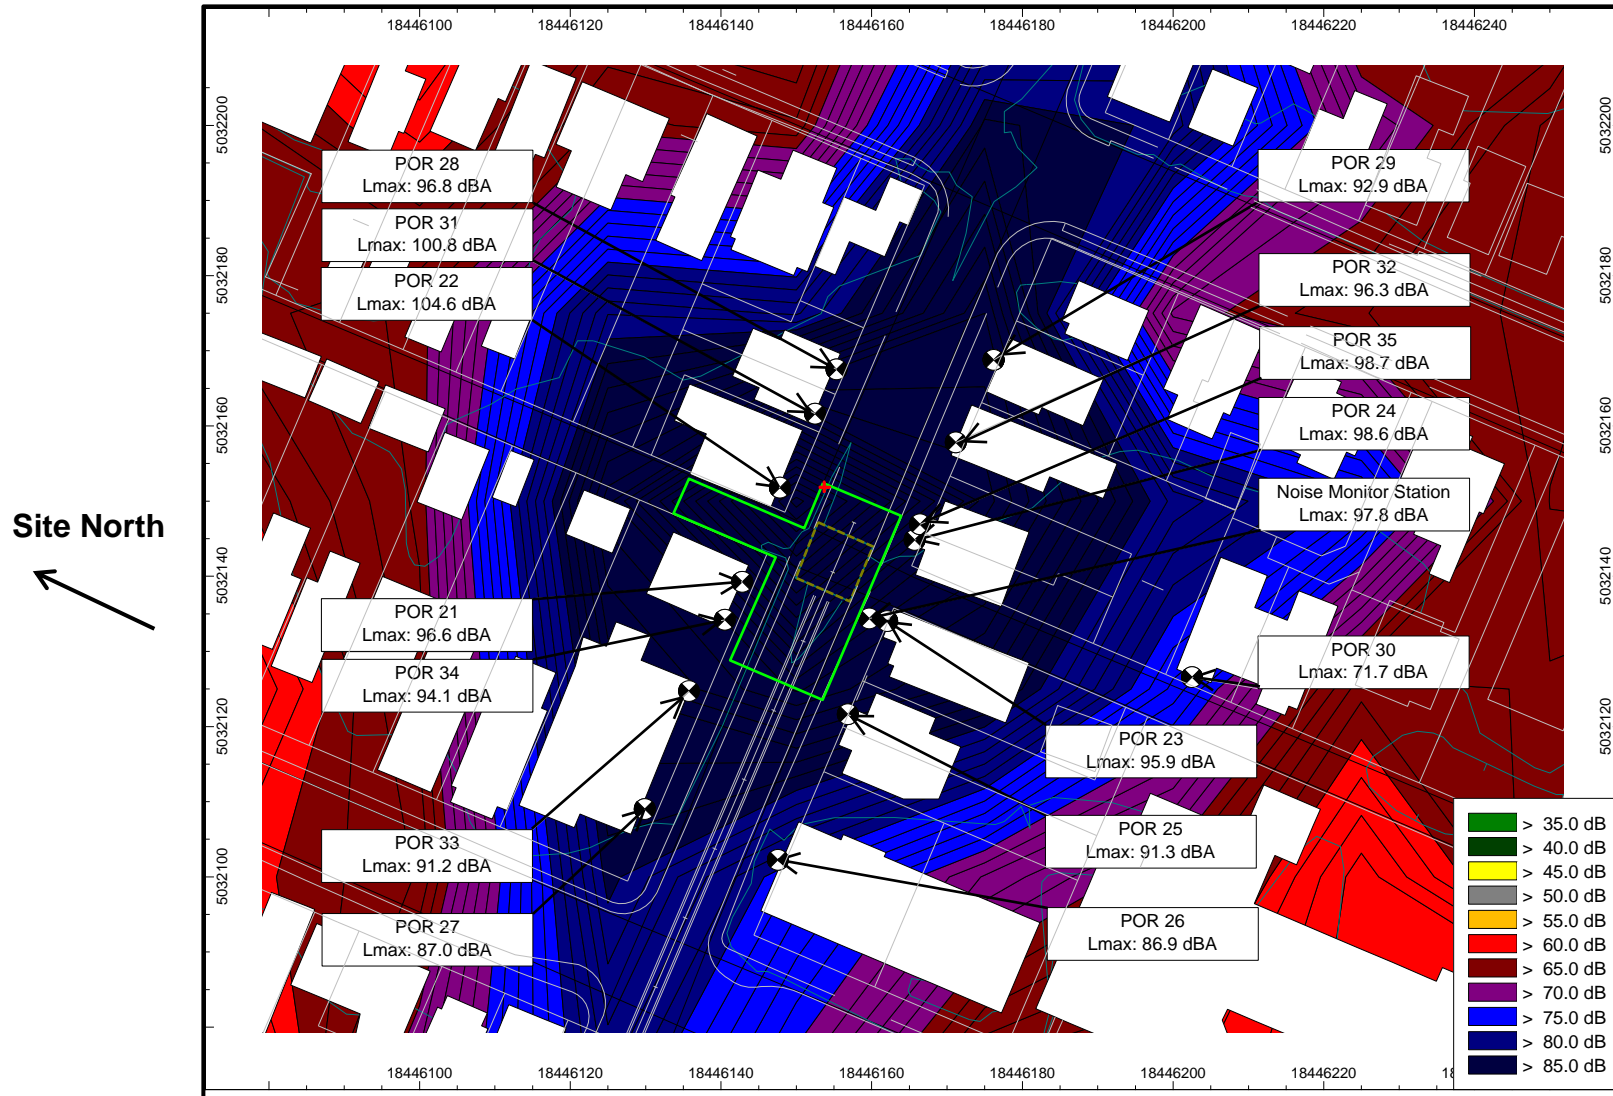 18446100 18446120 18446140 18446160 18446180 18446200 18446220 18446240
5032200
5032180
5032160
5032140
5032120
5032100
5032200
5032180
5032160
5032140
5032120
Site North
POR 28
Lmax: 96.8 dBA
POR 31
Lmax: 100.8 dBA
POR 22
Lmax: 104.6 dBA
POR 29
Lmax: 92.9 dBA
POR 32
Lmax: 96.3 dBA
POR 35
Lmax: 98.7 dBA
POR 24
Lmax: 98.6 dBA
Noise Monitor Station
Lmax: 97.8 dBA
POR 21
Lmax: 96.6 dBA
POR 34
Lmax: 94.1 dBA
POR 30
Lmax: 71.7 dBA
POR 23
Lmax: 95.9 dBA
POR 33
Lmax: 91.2 dBA
POR 25
Lmax: 91.3 dBA
POR 27
Lmax: 87.0 dBA
POR 26
Lmax: 86.9 dBA
> 35.0 dB
> 40.0 dB
> 45.0 dB
> 50.0 dB
> 55.0 dB
> 60.0 dB
> 65.0 dB
> 70.0 dB
> 75.0 dB
> 80.0 dB
> 85.0 dB
18446100 18446120 18446140 18446160 18446180 18446200 18446220